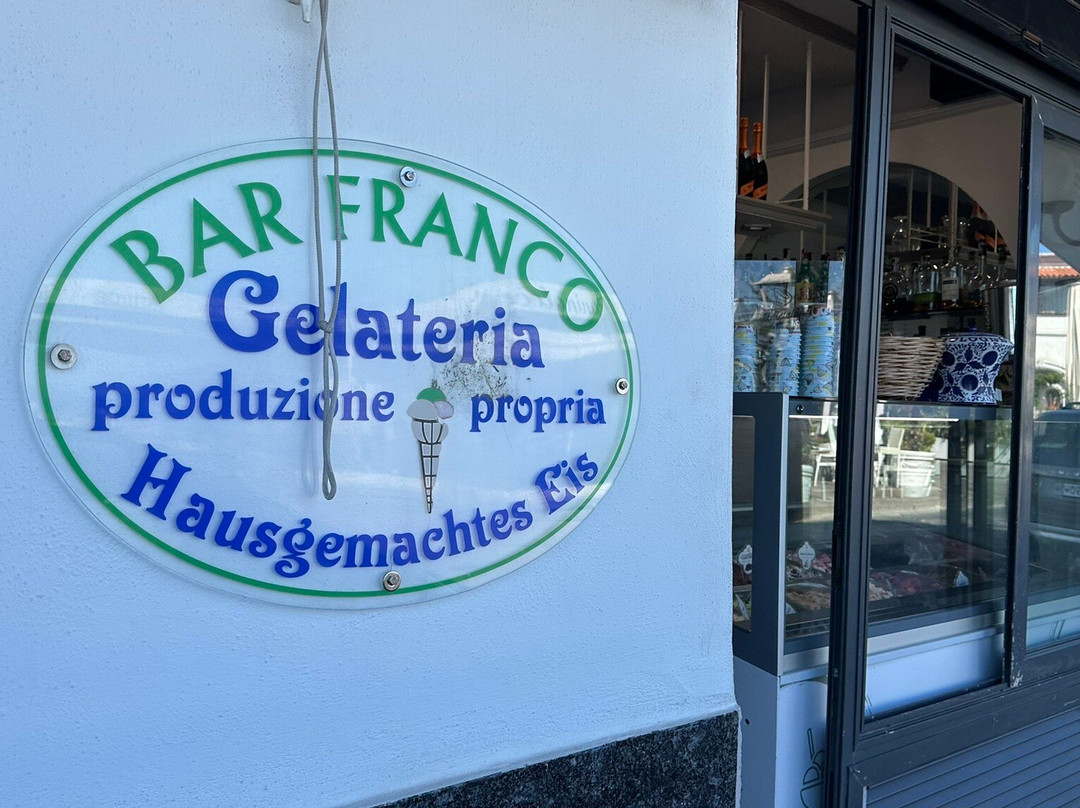 BAR FRANCO
Gelateria
produzione propria
Hausgemachtes Eis